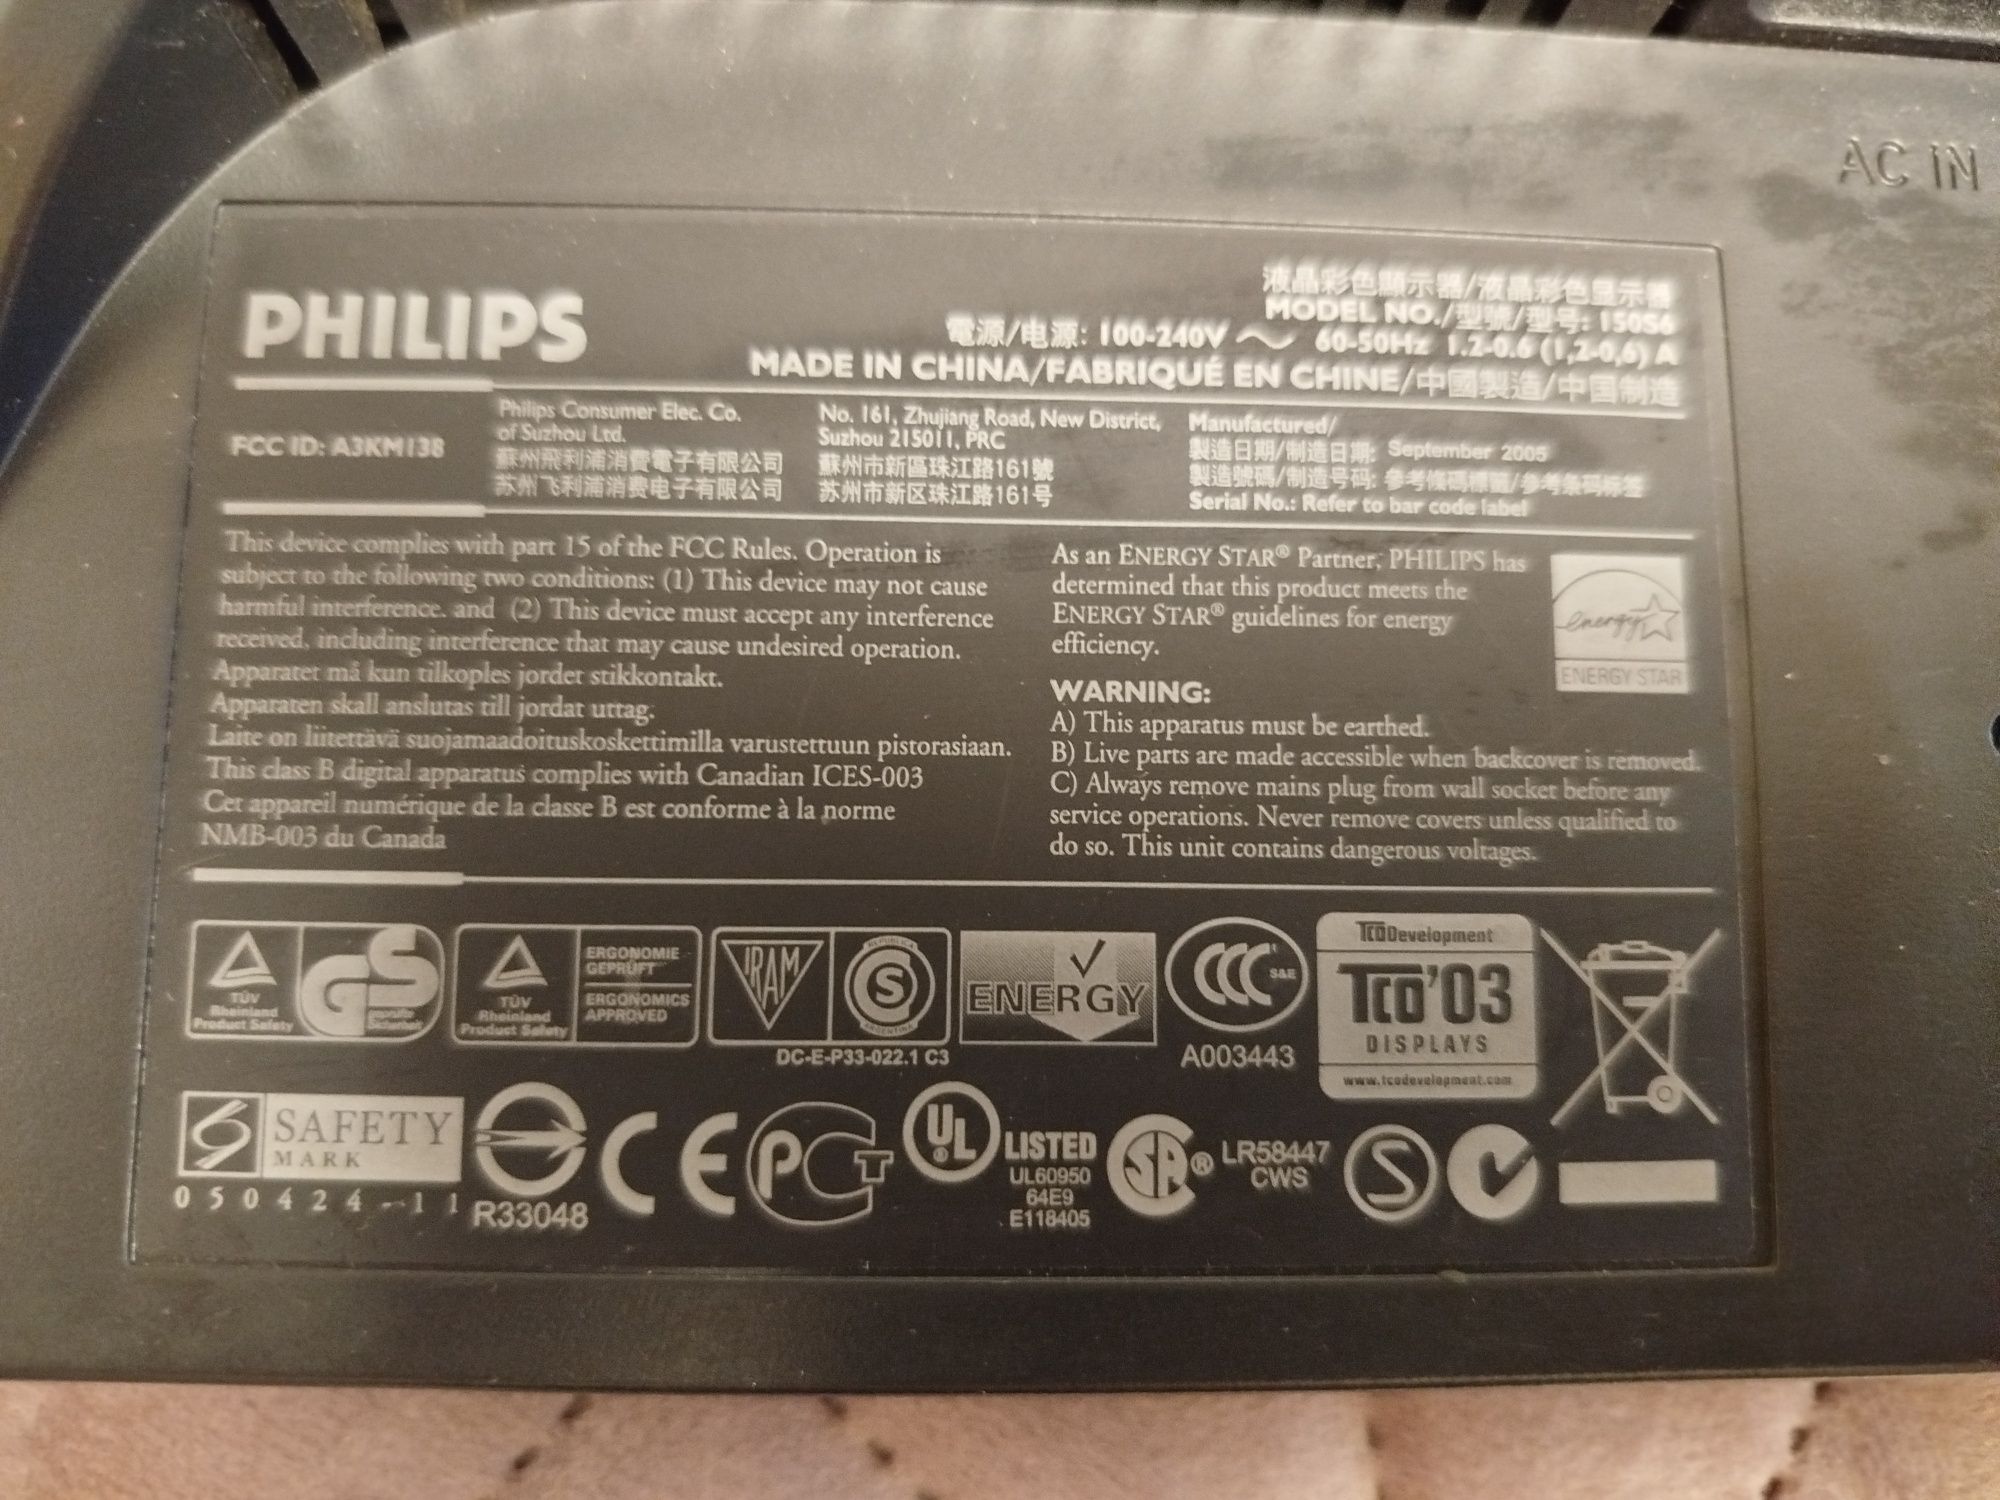 AC IN
PHILIPS
液晶彩色顯示器/液晶彩色显示器
MODEL NO./型號/型号: 150S6
電源/电源: 100-240V ~ 60-50Hz 1.2-0.6 (1,2-0,6) A
MADE IN CHINA/FABRIQUÉ EN CHINE/中國製造/中国制造
FCC ID: A3KM138
Philips Consumer Elec. Co.
of Suzhou Ltd.
蘇州飛利浦消費電子有限公司
苏州飞利浦消费电子有限公司
No. 161, Zhujiang Road, New District,
Suzhou 215011, PRC
蘇州市新區珠江路161號
苏州市新区珠江路161号
Manufactured/
製造日期/制造日期: September 2005
製造號碼/制造号码: 參考條碼標籤/参考条码标签
Serial No.: Refer to bar code label
This device complies with part 15 of the FCC Rules. Operation is
subject to the following two conditions: (1) This device may not cause
harmful interference. and (2) This device must accept any interference
received, including interference that may cause undesired operation.
Apparatet må kun tilkoples jordet stikkontakt.
Apparaten skall anslutas till jordat uttag.
Laite on liitettävä suojamaadoituskoskettimilla varustettuun pistorasiaan.
This class B digital apparatus complies with Canadian ICES-003
Cet appareil numérique de la classe B est conforme à la norme
NMB-003 du Canada
As an ENERGY STAR® Partner, PHILIPS has
determined that this product meets the
ENERGY STAR® guidelines for energy
efficiency.
energy
ENERGY STAR
WARNING:
A) This apparatus must be earthed.
B) Live parts are made accessible when backcover is removed.
C) Always remove mains plug from wall socket before any
service operations. Never remove covers unless qualified to
do so. This unit contains dangerous voltages.
TÜV
Rheinland
Product Safety
GS
geprüfte
Sicherheit
TÜV
Rheinland
Product Safety
ERGONOMIE
GEPRÜFT
ERGONOMICS
APPROVED
IRAM
REPUBLICA
S
ARGENTINA
DC-E-P33-022.1 C3
ENERGY
CCC S&E
A003443
TCODevelopment
TCO'03
DISPLAYS
www.tcodevelopment.com
SAFETY
MARK
050424-11
R33048
CE
PCT
UL®
LISTED
UL60950
64E9
E118405
SA®
LR58447
CWS
S